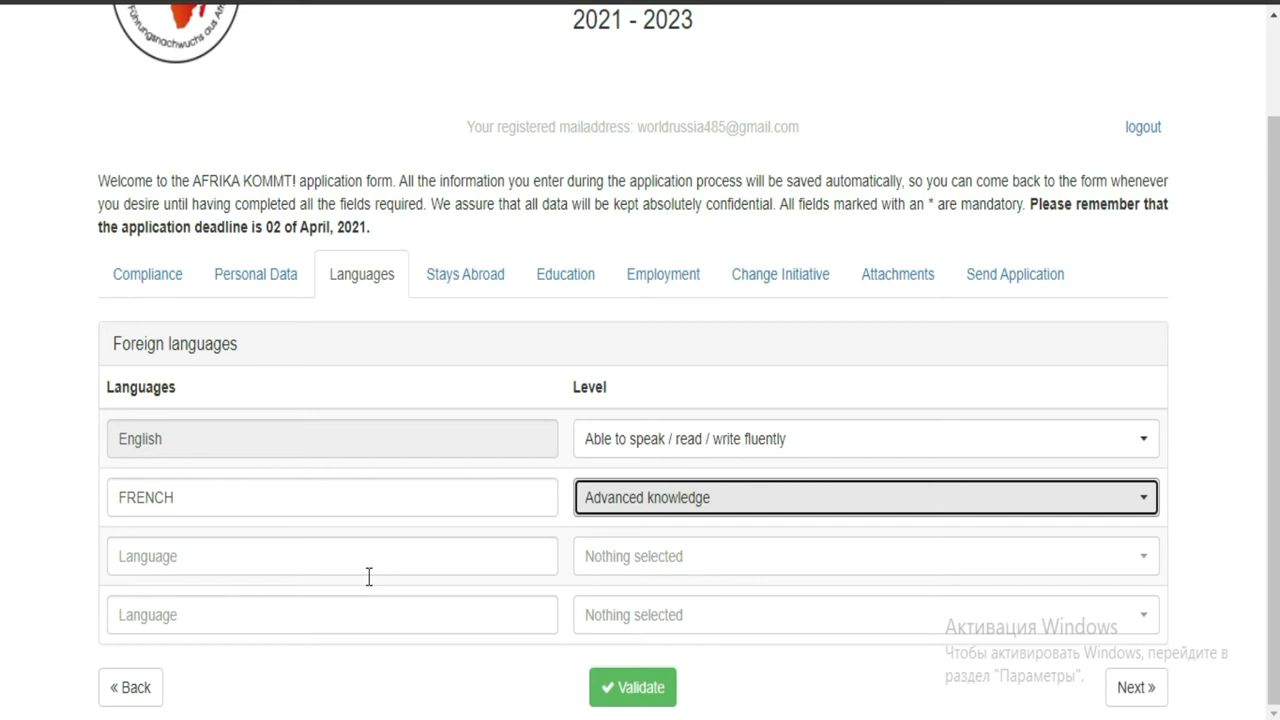 Führungsnachwuchs aus Afr
2021 - 2023
Your registered mailaddress: worldrussia485@gmail.com
logout
Welcome to the AFRIKA KOMMT! application form. All the information you enter during the application process will be saved automatically, so you can come back to the form whenever
you desire until having completed all the fields required. We assure that all data will be kept absolutely confidential. All fields marked with an * are mandatory. Please remember that
the application deadline is 02 of April, 2021.
Compliance Personal Data Languages Stays Abroad Education Employment Change Initiative Attachments Send Application
Foreign languages
Languages Level
English Able to speak / read / write fluently
FRENCH Advanced knowledge
Language Nothing selected
Language Nothing selected
Активация Windows
Чтобы активировать Windows, перейдите в
раздел "Параметры".
« Back Validate Next »